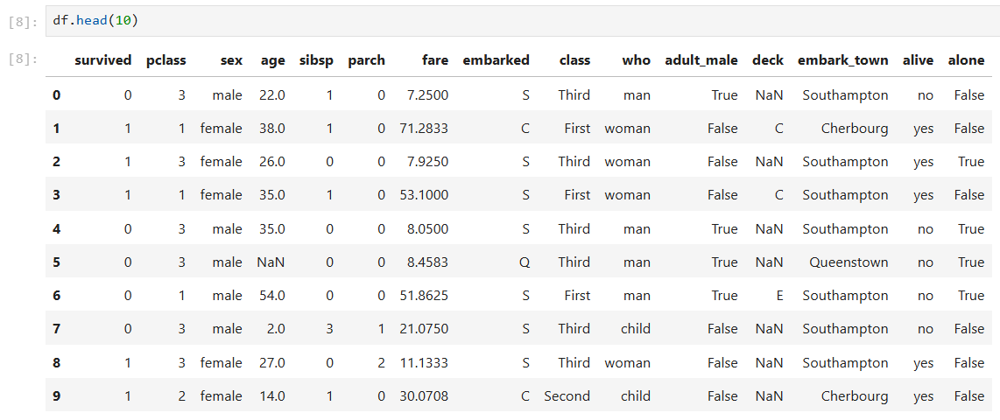 [8]: df.head(10)
[8]: survived pclass sex age sibsp parch fare embarked class who adult_male deck embark_town alive alone
0 0 3 male 22.0 1 0 7.2500 S Third man True NaN Southampton no False
1 1 1 female 38.0 1 0 71.2833 C First woman False C Cherbourg yes False
2 1 3 female 26.0 0 0 7.9250 S Third woman False NaN Southampton yes True
3 1 1 female 35.0 1 0 53.1000 S First woman False C Southampton yes False
4 0 3 male 35.0 0 0 8.0500 S Third man True NaN Southampton no True
5 0 3 male NaN 0 0 8.4583 Q Third man True NaN Queenstown no True
6 0 1 male 54.0 0 0 51.8625 S First man True E Southampton no True
7 0 3 male 2.0 3 1 21.0750 S Third child False NaN Southampton no False
8 1 3 female 27.0 0 2 11.1333 S Third woman False NaN Southampton yes False
9 1 2 female 14.0 1 0 30.0708 C Second child False NaN Cherbourg yes False